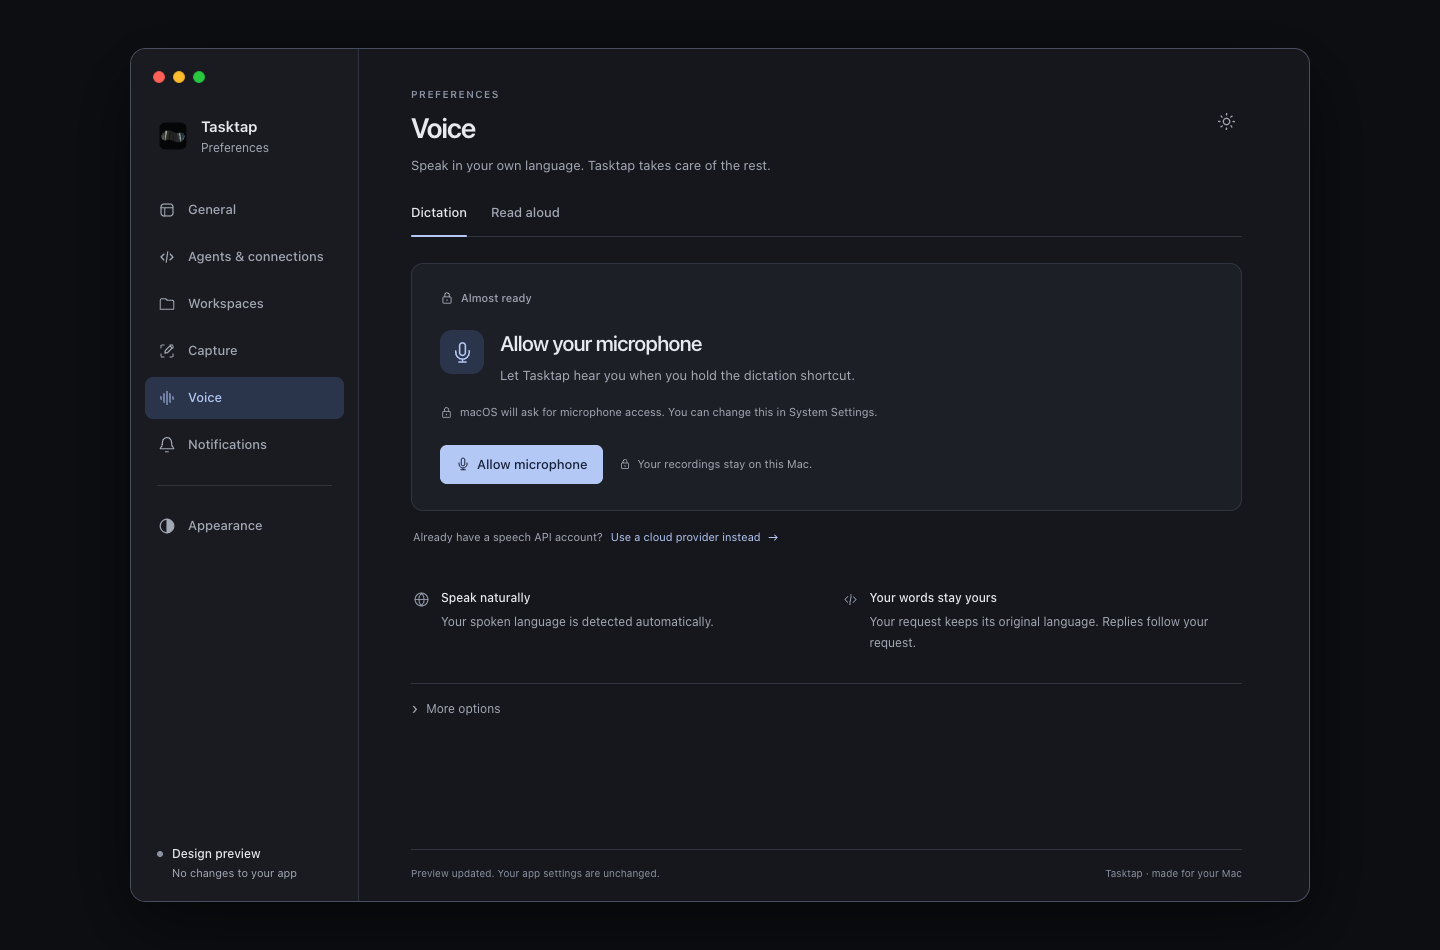 Tasktap
Preferences
General
Agents & connections
Workspaces
Capture
Voice
Notifications
Appearance
Design preview
No changes to your app
PREFERENCES
Voice
Speak in your own language. Tasktap takes care of the rest.
Dictation
Read aloud
Almost ready
Allow your microphone
Let Tasktap hear you when you hold the dictation shortcut.
macOS will ask for microphone access. You can change this in System Settings.
Allow microphone
Your recordings stay on this Mac.
Already have a speech API account? Use a cloud provider instead →
Speak naturally
Your spoken language is detected automatically.
Your words stay yours
Your request keeps its original language. Replies follow your
request.
More options
Preview updated. Your app settings are unchanged.
Tasktap · made for your Mac